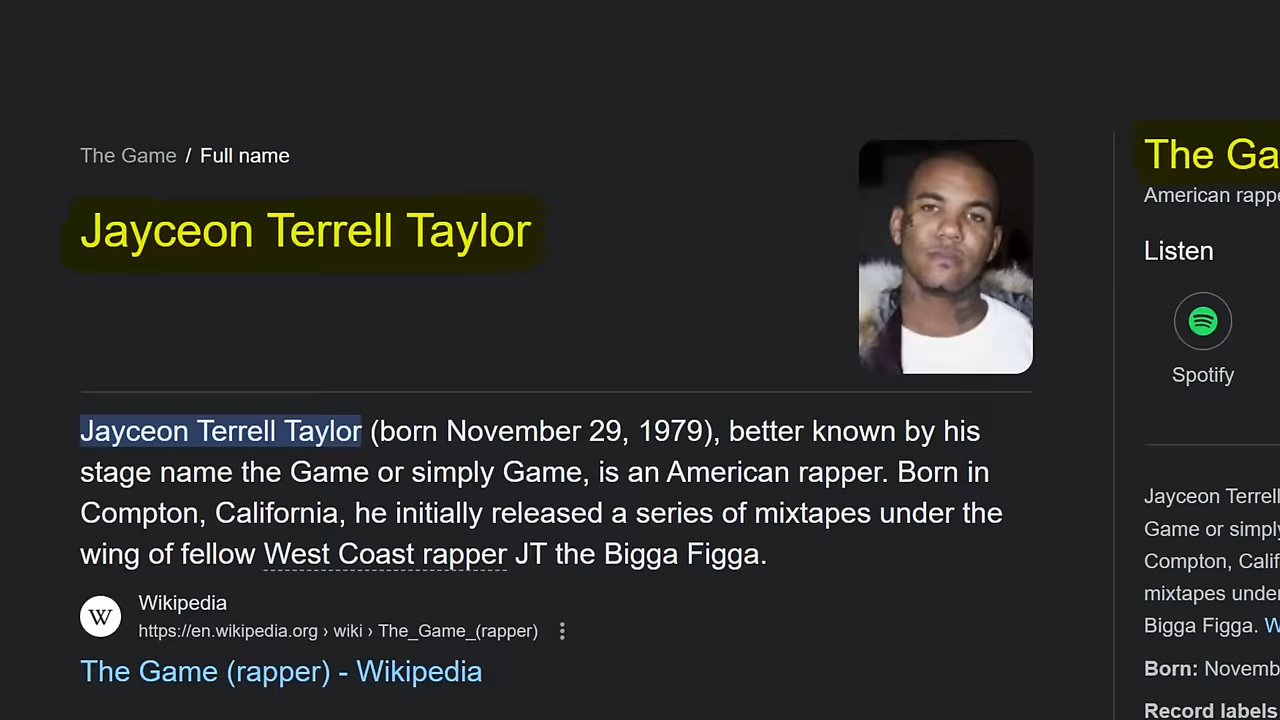 The Game / Full name
Jayceon Terrell Taylor
Jayceon Terrell Taylor (born November 29, 1979), better known by his
stage name the Game or simply Game, is an American rapper. Born in
Compton, California, he initially released a series of mixtapes under the
wing of fellow West Coast rapper JT the Bigga Figga.
W
Wikipedia
https://en.wikipedia.org › wiki › The_Game_(rapper)
The Game (rapper) - Wikipedia
The Ga
American rappe
Listen
Spotify
Jayceon Terrell
Game or simply
Compton, Calif
mixtapes under
Bigga Figga. W
Born: Novemb
Record labels